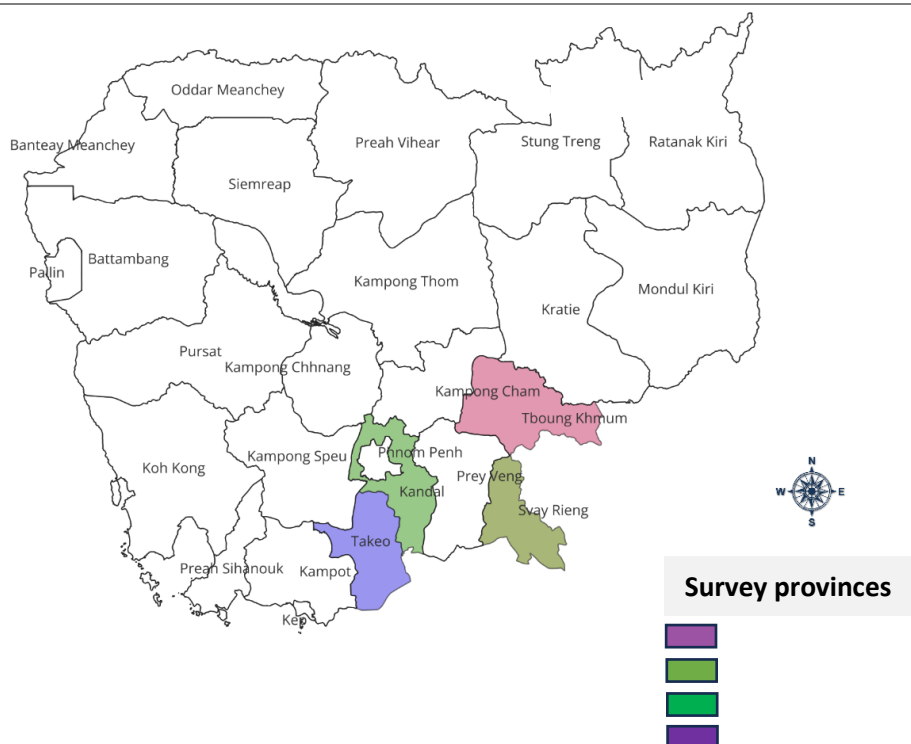 Oddar Meanchey
Banteay Meanchey
Preah Vihear
Stung Treng
Ratanak Kiri
Siemreap
Battambang
Pailin
Kampong Thom
Mondul Kiri
Kratie
Pursat
Kampong Chhnang
Kampong Cham
Tboung Khmum
Koh Kong
Kampong Speu
Phnom Penh
Prey Veng
Kandal
Svay Rieng
Takeo
Preah Sihanouk
Kampot
Kep
N
W
E
S
Survey provinces